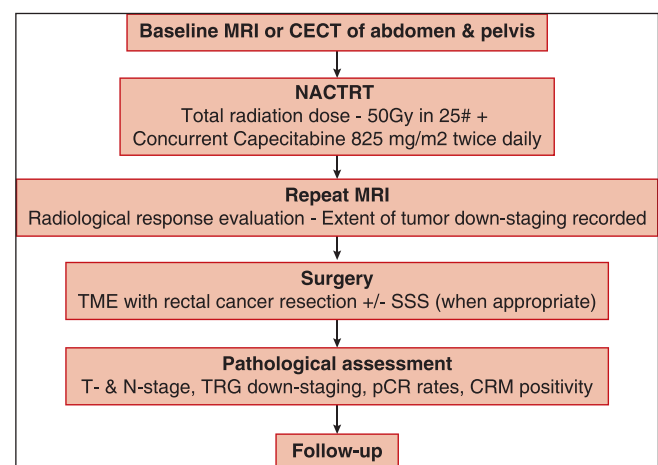 Baseline MRI or CECT of abdomen & pelvis
NACTRT
Total radiation dose - 50Gy in 25# +
Concurrent Capecitabine 825 mg/m2 twice daily
Repeat MRI
Radiological response evaluation - Extent of tumor down-staging recorded
Surgery
TME with rectal cancer resection +/- SSS (when appropriate)
Pathological assessment
T- & N-stage, TRG down-staging, pCR rates, CRM positivity
Follow-up